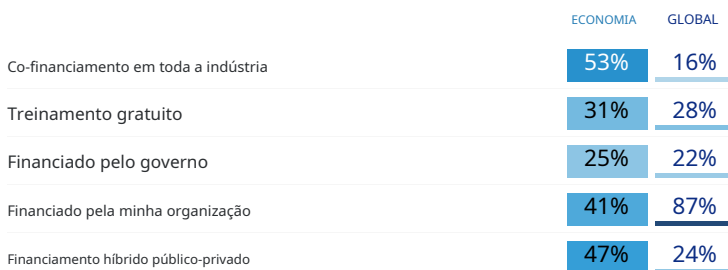 ECONOMIA GLOBAL
Co-financiamento em toda a indústria 53% 16%
Treinamento gratuito 31% 28%
Financiado pelo governo 25% 22%
Financiado pela minha organização 41% 87%
Financiamento híbrido público-privado 47% 24%